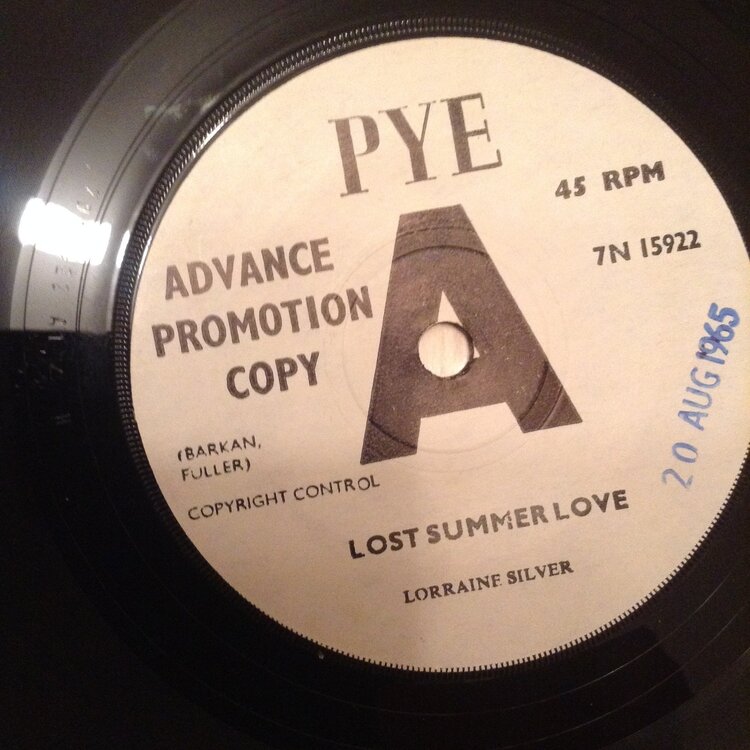 PYE
45 RPM
7N 15922
ADVANCE
PROMOTION
COPY
A
(BARKAN,
FULLER)
COPYRIGHT CONTROL
20 AUG 1965
LOST SUMMER LOVE
LORRAINE SILVER